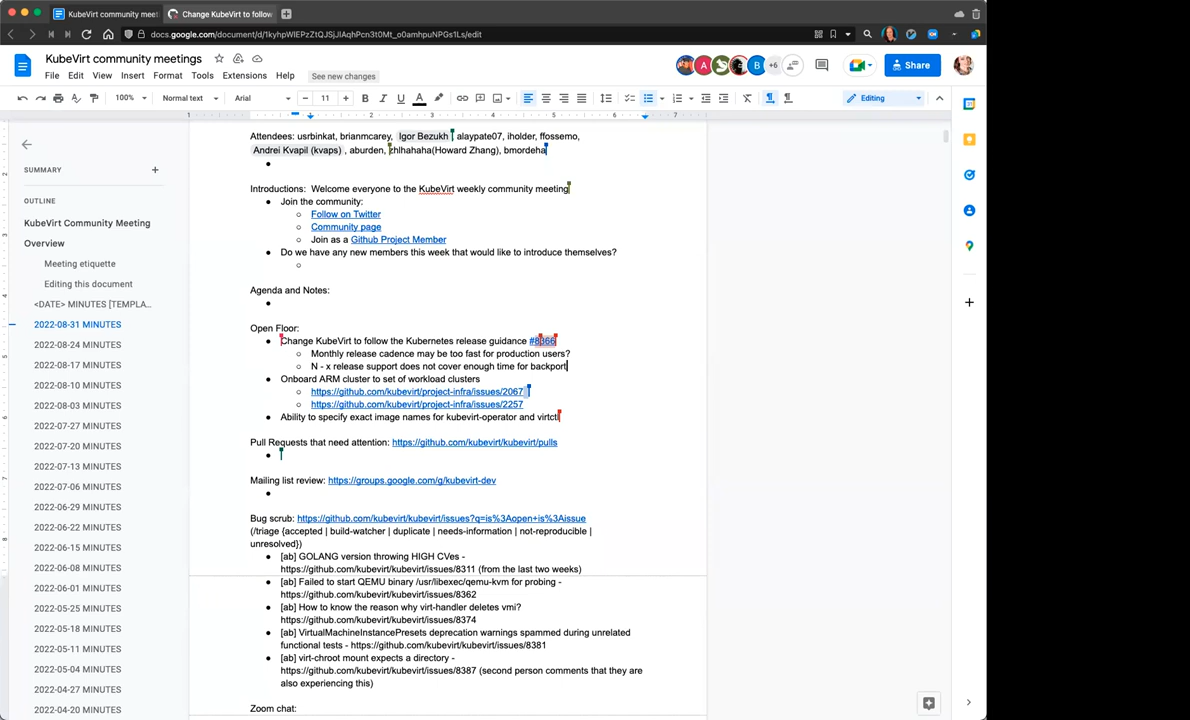 KubeVirt community meet
Change KubeVirt to follow
docs.google.com/document/d/1kyhpWIEPzZtQJSjJIAqhPcn3t0Mt_o0amhpuNPGs1Ls/edit
KubeVirt community meetings
File Edit View Insert Format Tools Extensions Help See new changes
A B +6 Share
100% Normal text Arial 11 B I U A Editing
1 1 2 3 4 5 6 7
Attendees: usrbinkat, brianmcarey, Igor Bezukh, alaypate07, iholder, ffossemo,
Andrei Kvapil (kvaps) , aburden, zhlhahaha(Howard Zhang), bmordeha
SUMMARY
OUTLINE
KubeVirt Community Meeting
Overview
Meeting etiquette
Editing this document
<DATE> MINUTES [TEMPLA...
2022-08-31 MINUTES
2022-08-24 MINUTES
2022-08-17 MINUTES
2022-08-10 MINUTES
2022-08-03 MINUTES
2022-07-27 MINUTES
2022-07-20 MINUTES
2022-07-13 MINUTES
2022-07-06 MINUTES
2022-06-29 MINUTES
2022-06-22 MINUTES
2022-06-15 MINUTES
2022-06-08 MINUTES
2022-06-01 MINUTES
2022-05-25 MINUTES
2022-05-18 MINUTES
2022-05-11 MINUTES
2022-05-04 MINUTES
2022-04-27 MINUTES
2022-04-20 MINUTES
Introductions: Welcome everyone to the KubeVirt weekly community meeting
Join the community:
Follow on Twitter
Community page
Join as a Github Project Member
Do we have any new members this week that would like to introduce themselves?
Agenda and Notes:
Open Floor:
Change KubeVirt to follow the Kubernetes release guidance #8366
Monthly release cadence may be too fast for production users?
N - x release support does not cover enough time for backport
Onboard ARM cluster to set of workload clusters
https://github.com/kubevirt/project-infra/issues/2067
https://github.com/kubevirt/project-infra/issues/2257
Ability to specify exact image names for kubevirt-operator and virtctl
Pull Requests that need attention: https://github.com/kubevirt/kubevirt/pulls
Mailing list review: https://groups.google.com/g/kubevirt-dev
Bug scrub: https://github.com/kubevirt/kubevirt/issues?q=is%3Aopen+is%3Aissue
(/triage {accepted | build-watcher | duplicate | needs-information | not-reproducible |
unresolved})
[ab] GOLANG version throwing HIGH CVes -
https://github.com/kubevirt/kubevirt/issues/8311 (from the last two weeks)
[ab] Failed to start QEMU binary /usr/libexec/qemu-kvm for probing -
https://github.com/kubevirt/kubevirt/issues/8362
[ab] How to know the reason why virt-handler deletes vmi?
https://github.com/kubevirt/kubevirt/issues/8374
[ab] VirtualMachineInstancePresets deprecation warnings spammed during unrelated
functional tests - https://github.com/kubevirt/kubevirt/issues/8381
[ab] virt-chroot mount expects a directory -
https://github.com/kubevirt/kubevirt/issues/8387 (second person comments that they are
also experiencing this)
Zoom chat: